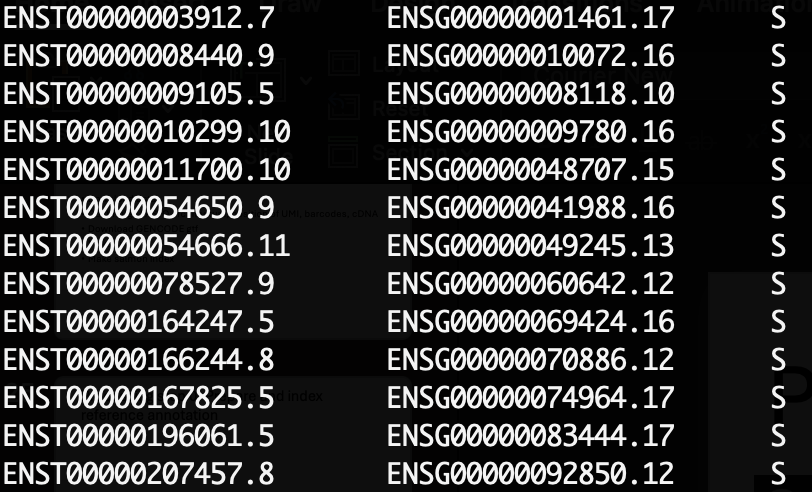 ENST00000003912.7 ENSG00000001461.17 S
ENST00000008440.9 ENSG00000010072.16 S
ENST00000009105.5 ENSG00000008118.10 S
ENST00000010299.10 ENSG00000009780.16 S
ENST00000011700.10 ENSG00000048707.15 S
ENST00000054650.9 ENSG00000041988.16 S
ENST00000054666.11 ENSG00000049245.13 S
ENST00000078527.9 ENSG00000060642.12 S
ENST00000164247.5 ENSG00000069424.16 S
ENST00000166244.8 ENSG00000070886.12 S
ENST00000167825.5 ENSG00000074964.17 S
ENST00000196061.5 ENSG00000083444.17 S
ENST00000207457.8 ENSG00000092850.12 S